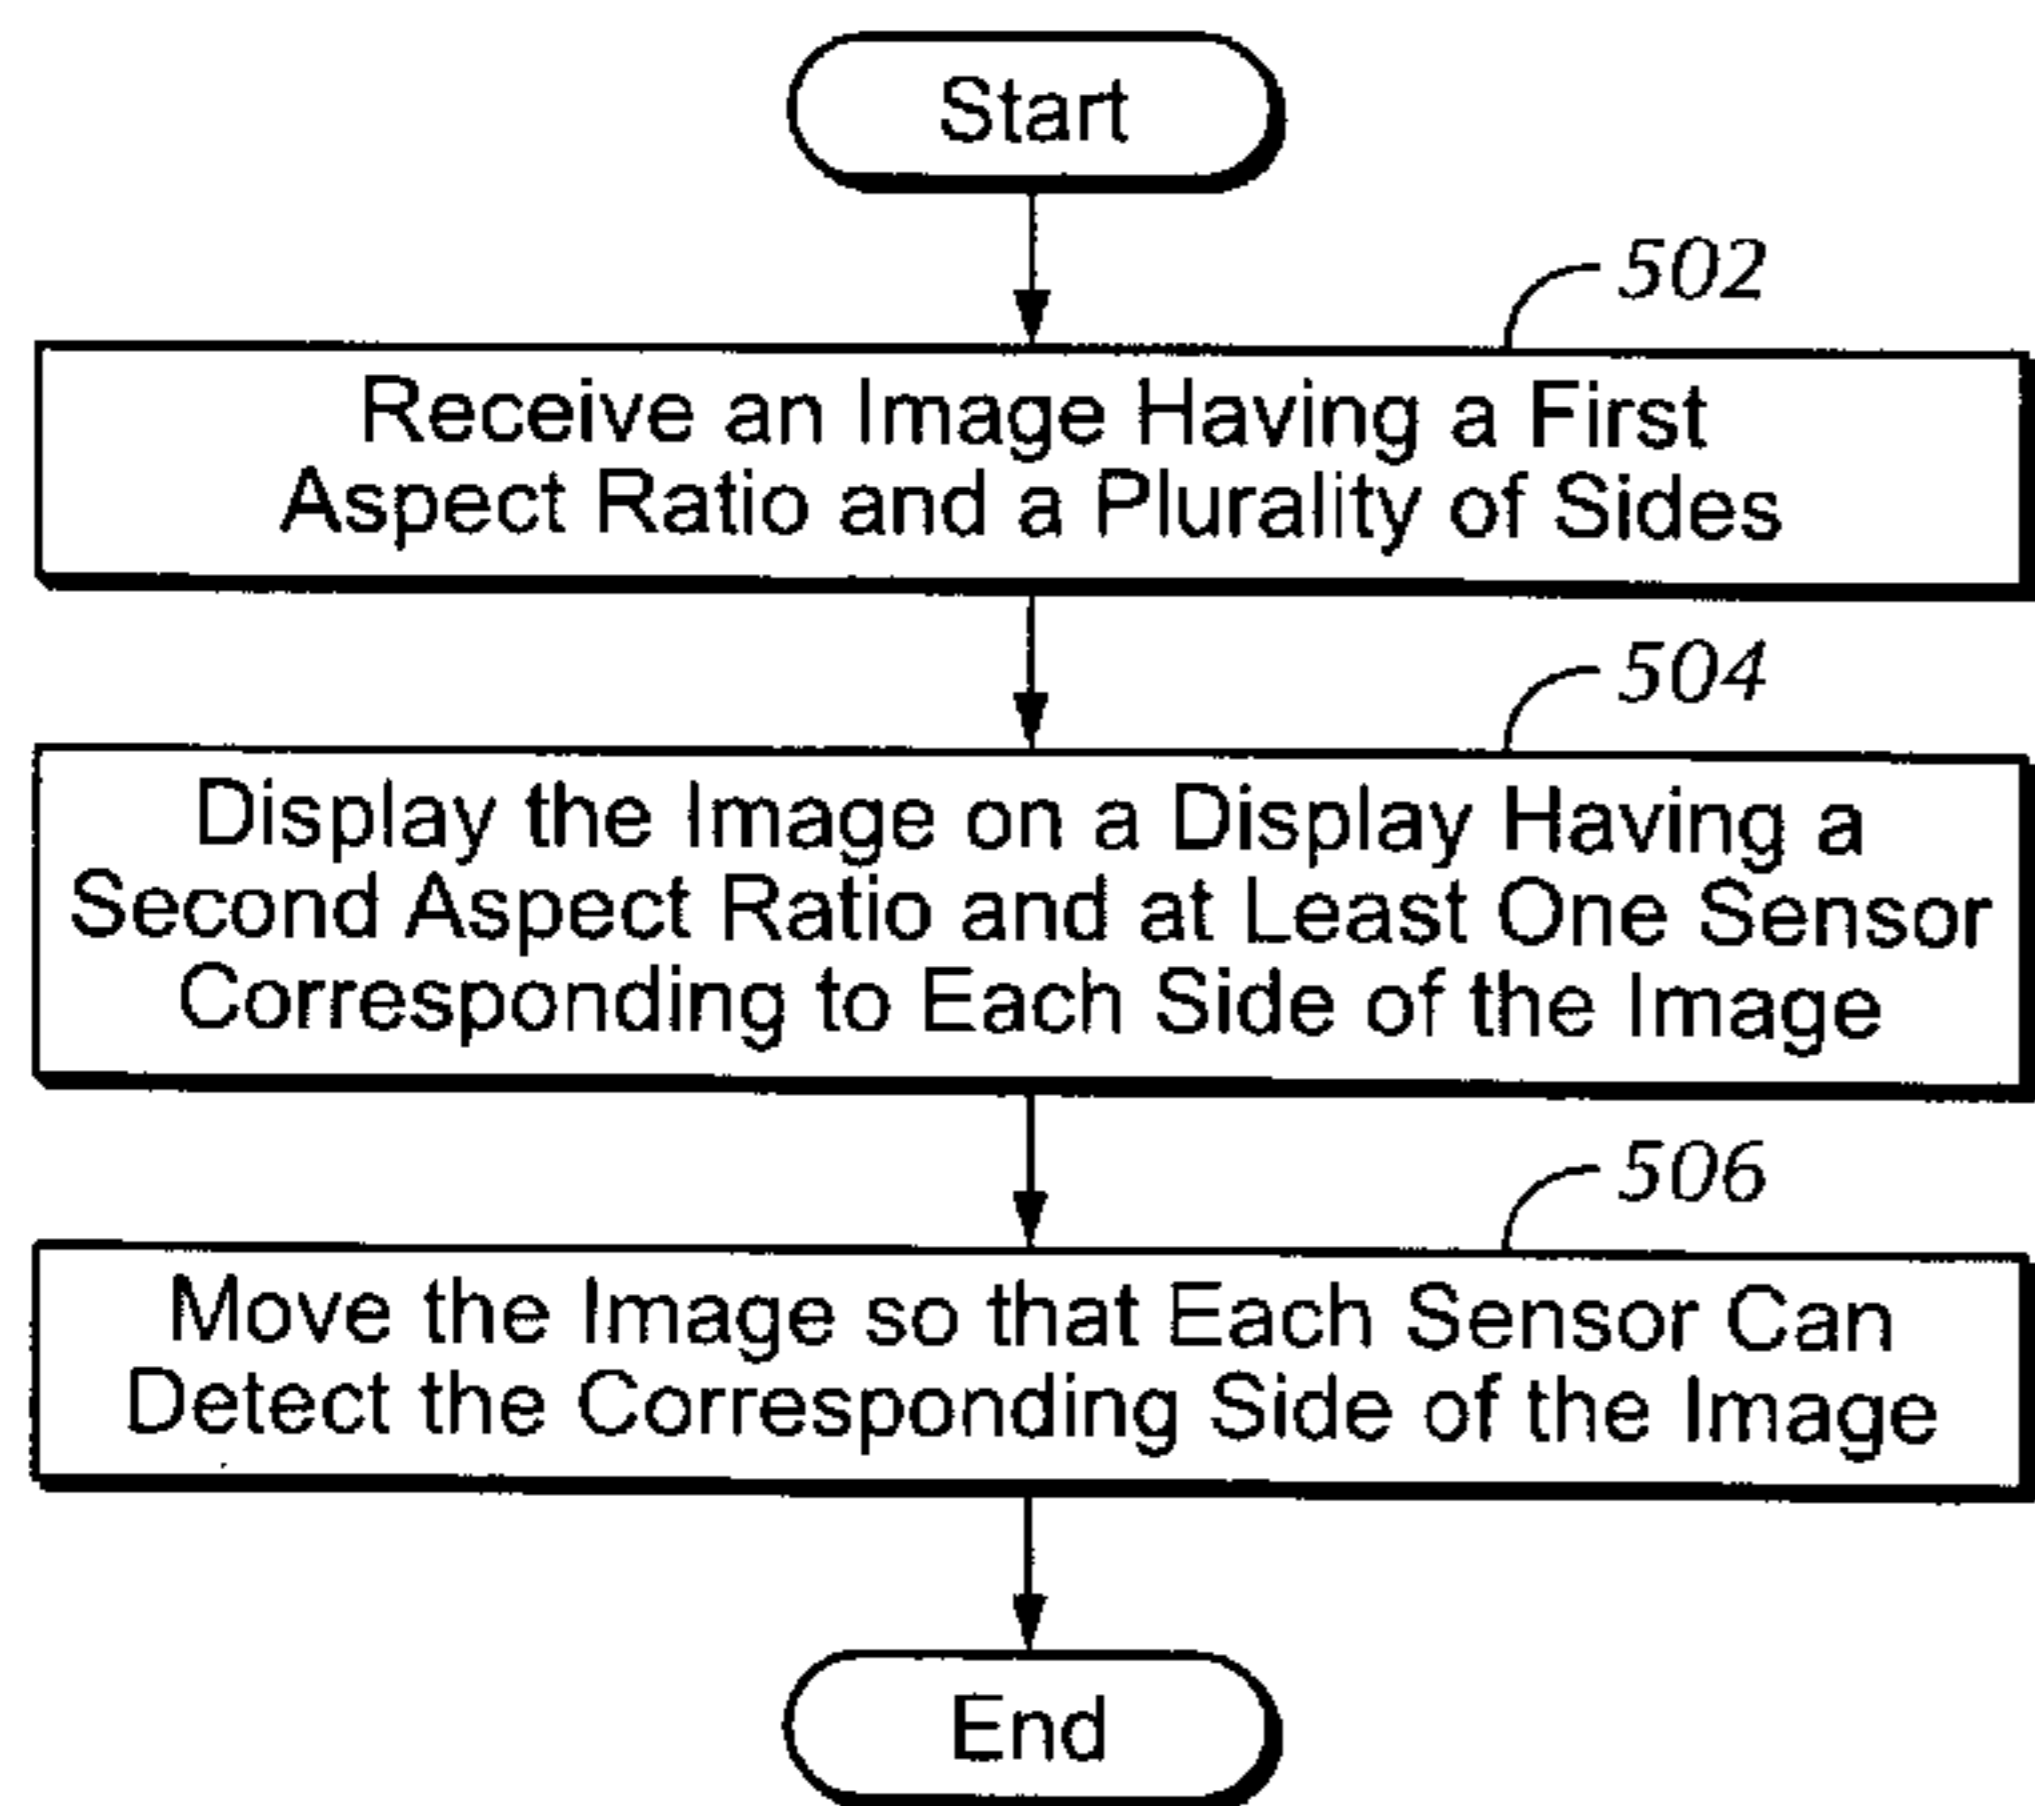 Start
502
Receive an Image Having a First
Aspect Ratio and a Plurality of Sides
504
Display the Image on a Display Having a
Second Aspect Ratio and at Least One Sensor
Corresponding to Each Side of the Image
506
Move the Image so that Each Sensor Can
Detect the Corresponding Side of the Image
End